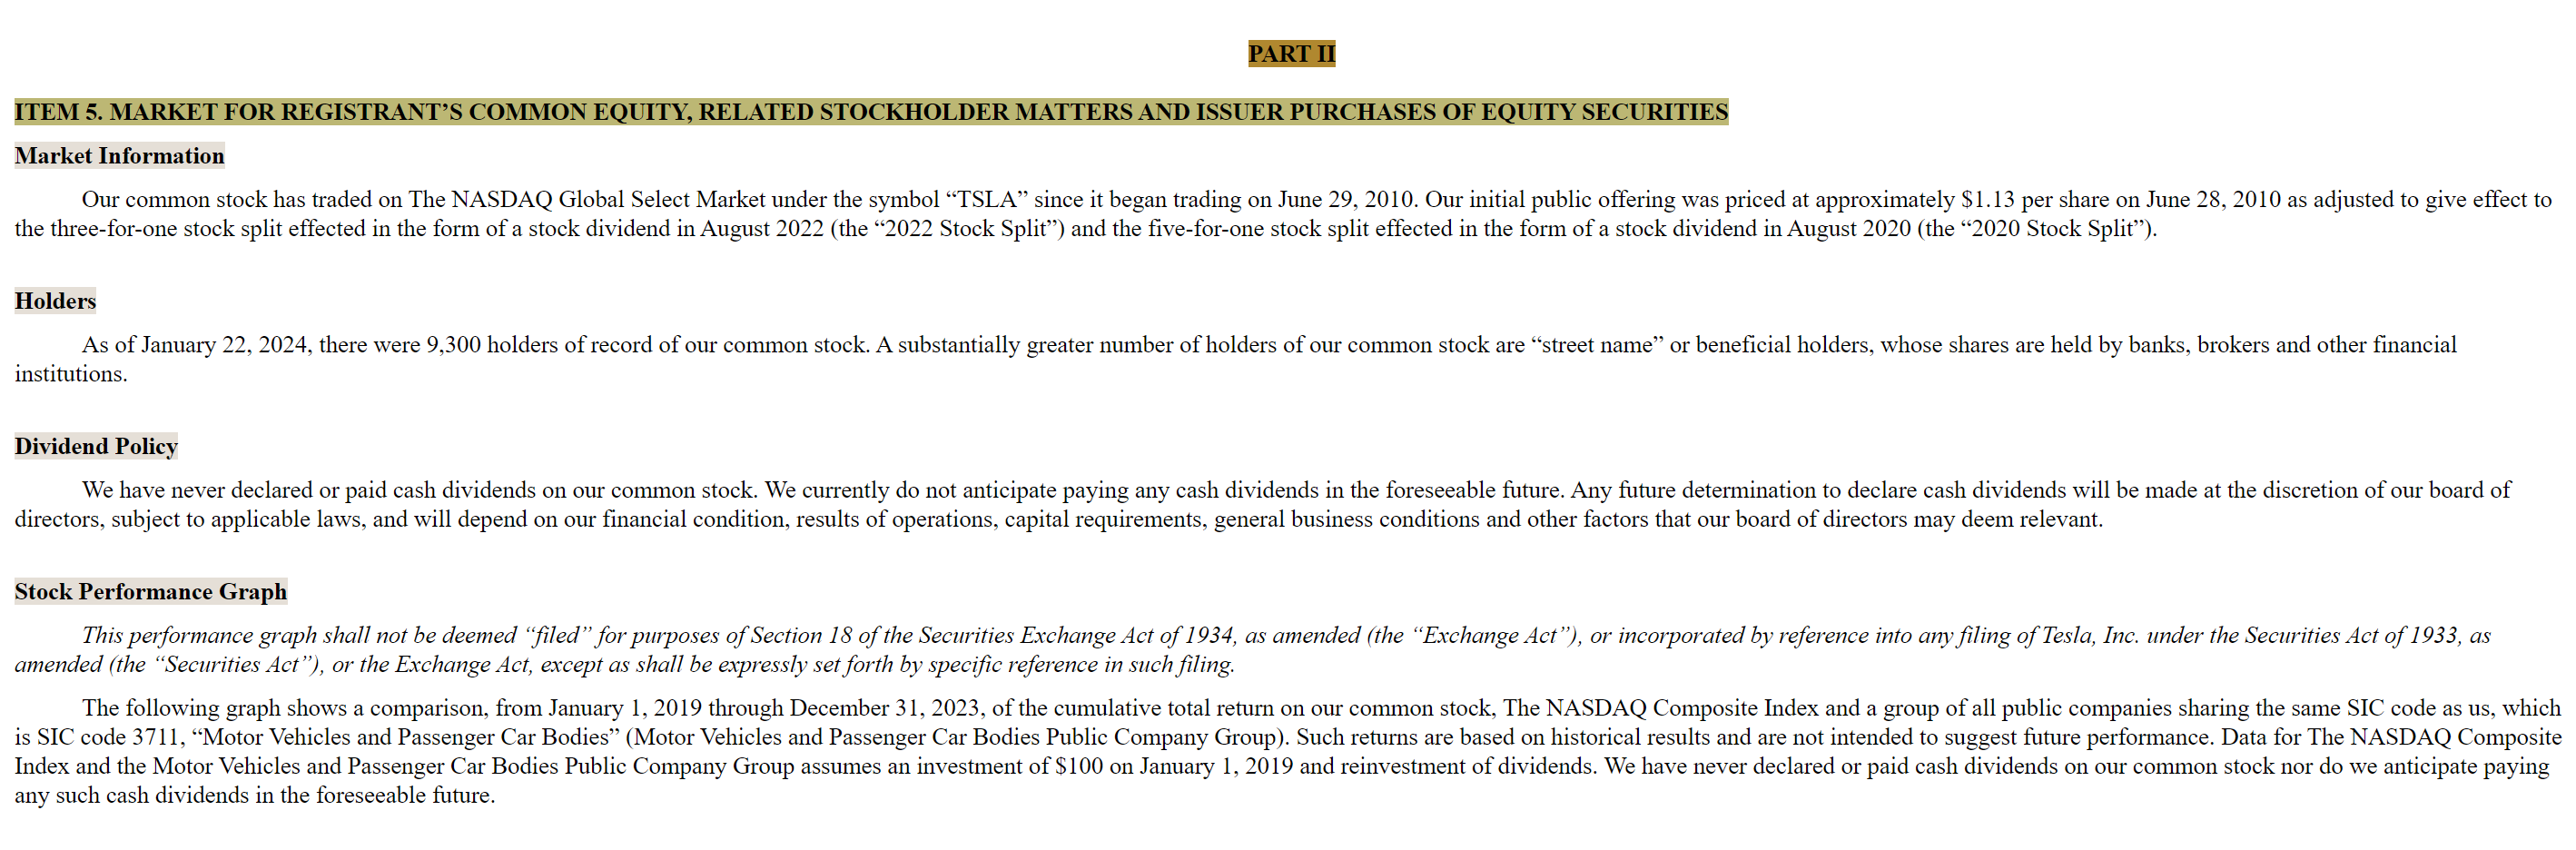 PART II
ITEM 5. MARKET FOR REGISTRANT’S COMMON EQUITY, RELATED STOCKHOLDER MATTERS AND ISSUER PURCHASES OF EQUITY SECURITIES
Market Information
Our common stock has traded on The NASDAQ Global Select Market under the symbol “TSLA” since it began trading on June 29, 2010. Our initial public offering was priced at approximately $1.13 per share on June 28, 2010 as adjusted to give effect to
the three-for-one stock split effected in the form of a stock dividend in August 2022 (the “2022 Stock Split”) and the five-for-one stock split effected in the form of a stock dividend in August 2020 (the “2020 Stock Split”).
Holders
As of January 22, 2024, there were 9,300 holders of record of our common stock. A substantially greater number of holders of our common stock are “street name” or beneficial holders, whose shares are held by banks, brokers and other financial
institutions.
Dividend Policy
We have never declared or paid cash dividends on our common stock. We currently do not anticipate paying any cash dividends in the foreseeable future. Any future determination to declare cash dividends will be made at the discretion of our board of
directors, subject to applicable laws, and will depend on our financial condition, results of operations, capital requirements, general business conditions and other factors that our board of directors may deem relevant.
Stock Performance Graph
This performance graph shall not be deemed “filed” for purposes of Section 18 of the Securities Exchange Act of 1934, as amended (the “Exchange Act”), or incorporated by reference into any filing of Tesla, Inc. under the Securities Act of 1933, as
amended (the “Securities Act”), or the Exchange Act, except as shall be expressly set forth by specific reference in such filing.
The following graph shows a comparison, from January 1, 2019 through December 31, 2023, of the cumulative total return on our common stock, The NASDAQ Composite Index and a group of all public companies sharing the same SIC code as us, which
is SIC code 3711, “Motor Vehicles and Passenger Car Bodies” (Motor Vehicles and Passenger Car Bodies Public Company Group). Such returns are based on historical results and are not intended to suggest future performance. Data for The NASDAQ Composite
Index and the Motor Vehicles and Passenger Car Bodies Public Company Group assumes an investment of $100 on January 1, 2019 and reinvestment of dividends. We have never declared or paid cash dividends on our common stock nor do we anticipate paying
any such cash dividends in the foreseeable future.